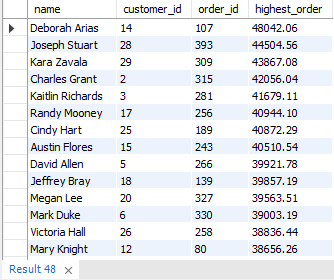 name customer_id order_id highest_order
Deborah Arias 14 107 48042.06
Joseph Stuart 28 393 44504.56
Kara Zavala 29 309 43867.08
Charles Grant 2 315 42056.04
Kaitlin Richards 3 281 41679.11
Randy Mooney 17 256 40944.10
Cindy Hart 25 189 40872.29
Austin Flores 15 243 40510.54
David Allen 5 266 39921.78
Jeffrey Bray 18 139 39857.19
Megan Lee 20 327 39563.51
Mark Duke 6 330 39003.19
Victoria Hall 26 258 38836.44
Mary Knight 12 80 38656.26
Result 48